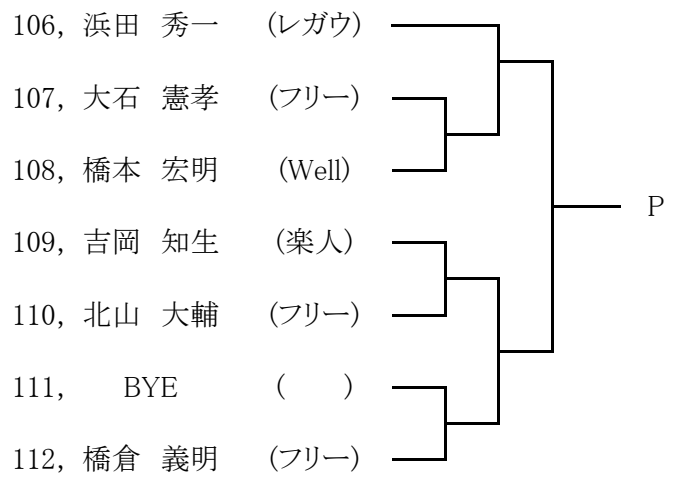 106, 浜田 秀一 (レガウ)
107, 大石 憲孝 (フリー)
108, 橋本 宏明 (Well)
P
109, 吉岡 知生 (楽人)
110, 北山 大輔 (フリー)
111, BYE ( )
112, 橋倉 義明 (フリー)